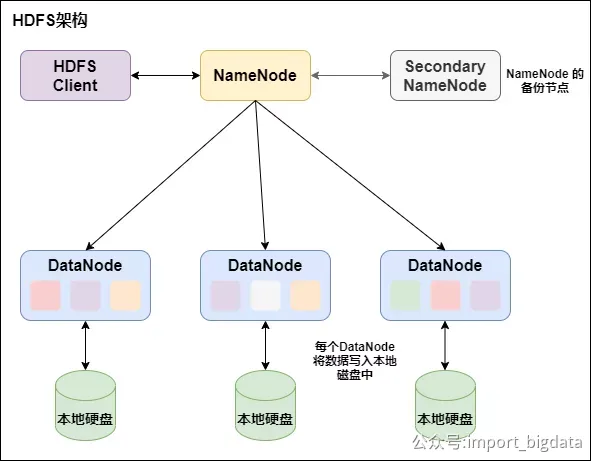 HDFS架构
HDFS
Client
NameNode
Secondary
NameNode
NameNode 的
备份节点
DataNode
DataNode
DataNode
每个DataNode
将数据写入本地
磁盘中
本地硬盘
本地硬盘
本地硬盘
公众号:import_bigdata